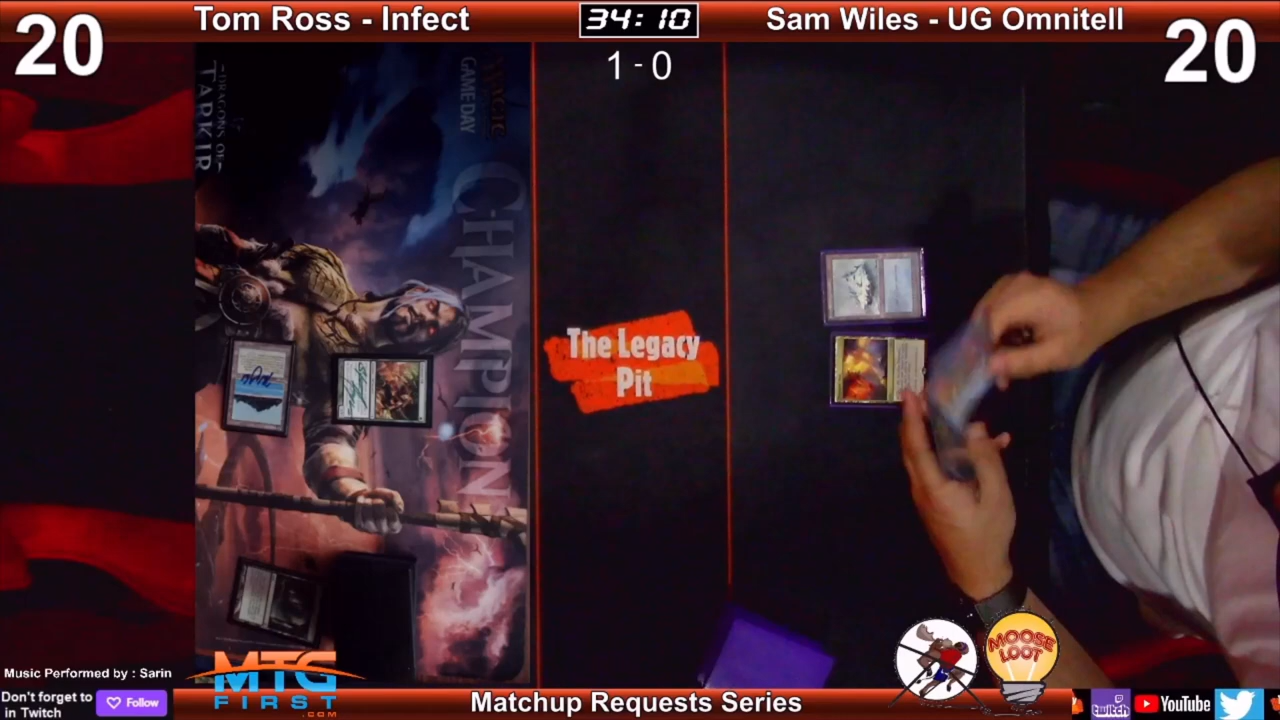 Tom Ross - Infect
34:10
Sam Wiles - UG Omnitell
20
20
1 - 0
MAGIC
GAMEDAY
CHAMPION
DRAGONS OF
TARKIR
The Legacy
Pit
MOOSE
LOOT
Music Performed by : Sarin
Don't forget to
in Twitch
Follow
MTG
FIRST
.COM
Matchup Requests Series
twitch
YouTube